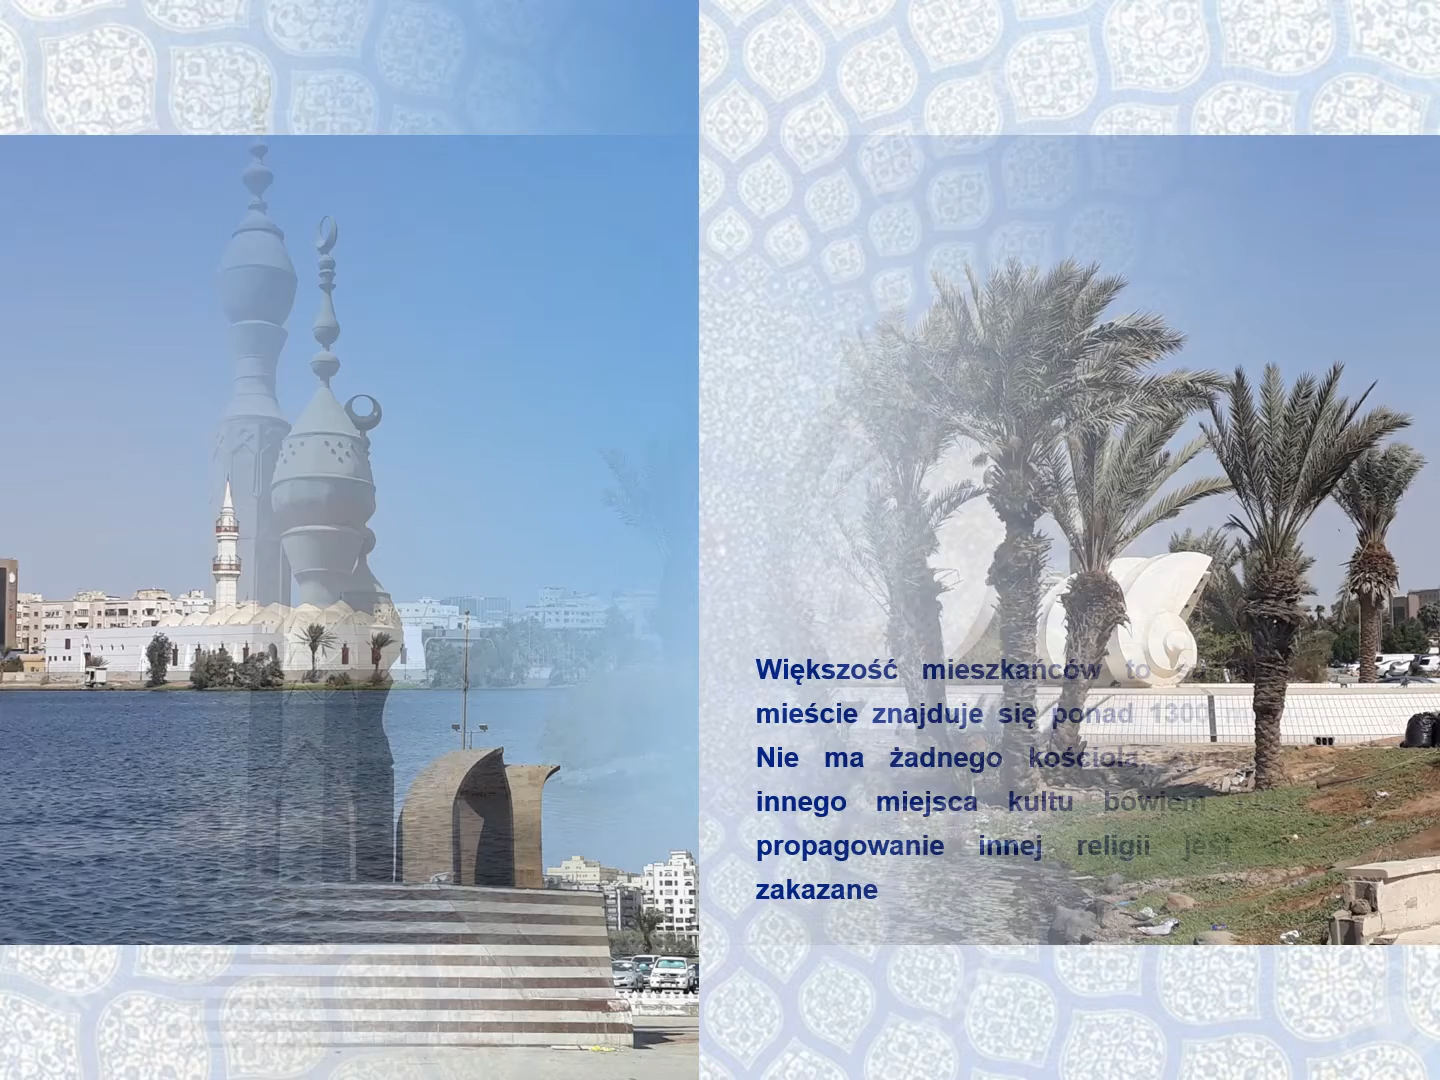 Większość mieszkańców to
mieście znajduje się ponad 1300
Nie ma żadnego kościoła,
innego miejsca kultu bowiem
propagowanie innej religii jest
zakazane